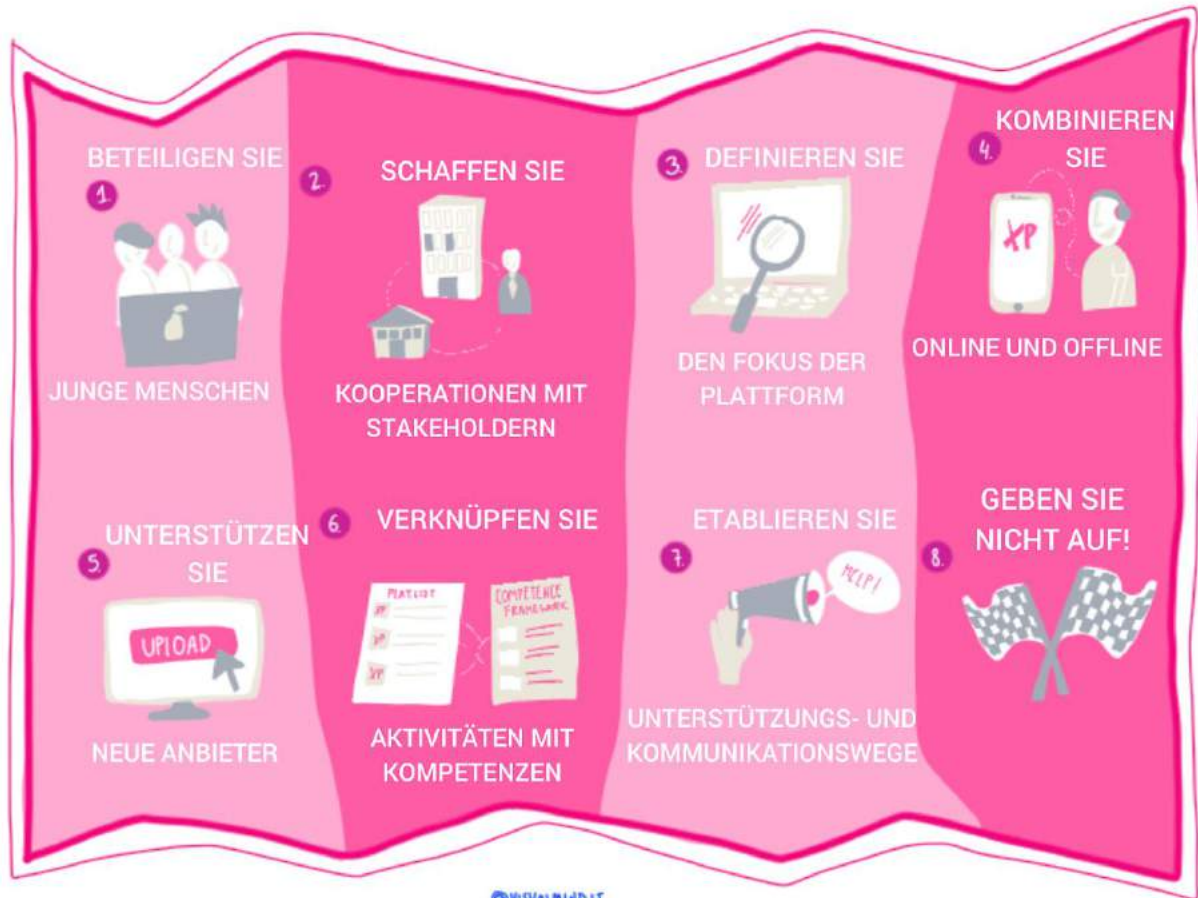 BETEILIGEN SIE
1.
JUNGE MENSCHEN
2.
SCHAFFEN SIE
KOOPERATIONEN MIT
STAKEHOLDERN
3.
DEFINIEREN SIE
DEN FOKUS DER
PLATTFORM
4.
KOMBINIEREN
SIE
XP
ONLINE UND OFFLINE
5.
UNTERSTÜTZEN
SIE
UPLOAD
NEUE ANBIETER
6.
VERKNÜPFEN SIE
PLAYLIST
XP
XP
XP
COMPETENCE
FRAMEWORK
AKTIVITÄTEN MIT
KOMPETENZEN
7.
ETABLIEREN SIE
HELP!
UNTERSTÜTZUNGS- UND
KOMMUNIKATIONSWEGE
8.
GEBEN SIE
NICHT AUF!